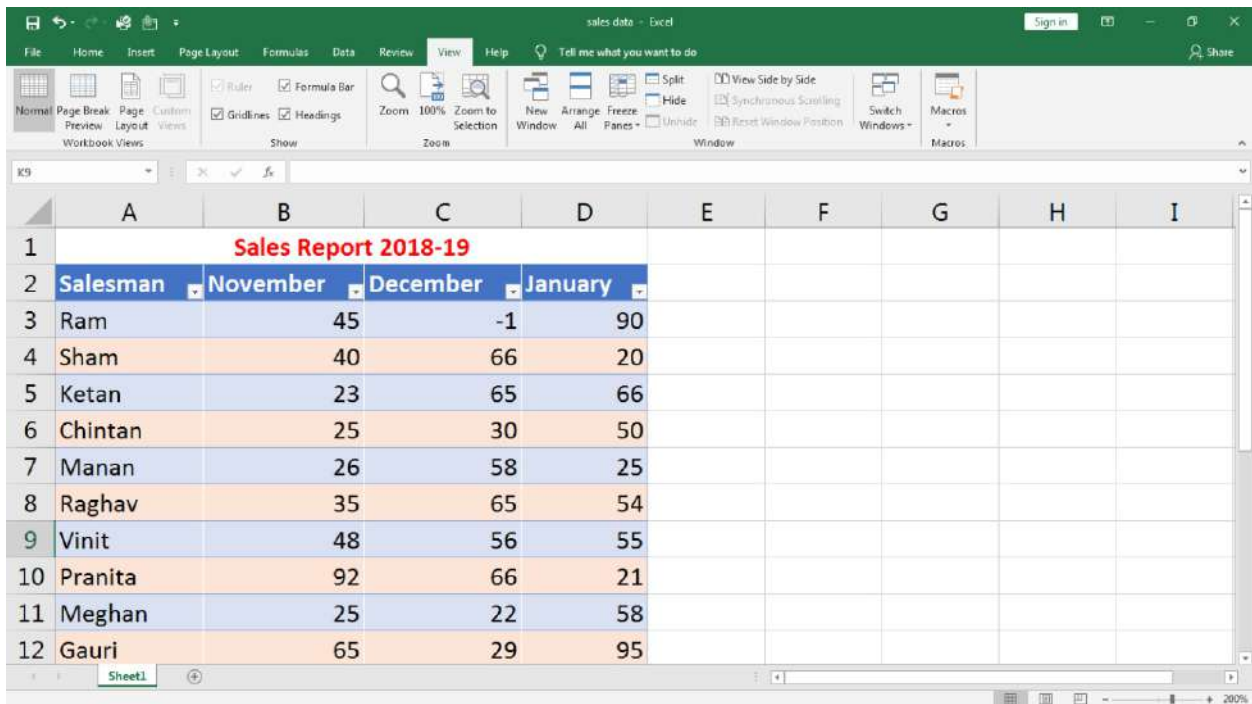 sales data - Excel
Sign in
File Home Insert Page Layout Formulas Data Review View Help Tell me what you want to do Share
Normal Page Break Preview Page Layout Custom Views
Workbook Views
Ruler Formula Bar
Gridlines Headings
Show
Zoom 100% Zoom to Selection
Zoom
New Window Arrange All Freeze Panes
Split
Hide
Unhide
View Side by Side
Synchronous Scrolling
Reset Window Position
Switch Windows
Window
Macros
Macros
K9 fx
A B C D E F G H I
1 Sales Report 2018-19
2 Salesman November December January
3 Ram 45 -1 90
4 Sham 40 66 20
5 Ketan 23 65 66
6 Chintan 25 30 50
7 Manan 26 58 25
8 Raghav 35 65 54
9 Vinit 48 56 55
10 Pranita 92 66 21
11 Meghan 25 22 58
12 Gauri 65 29 95
Sheet1
200%